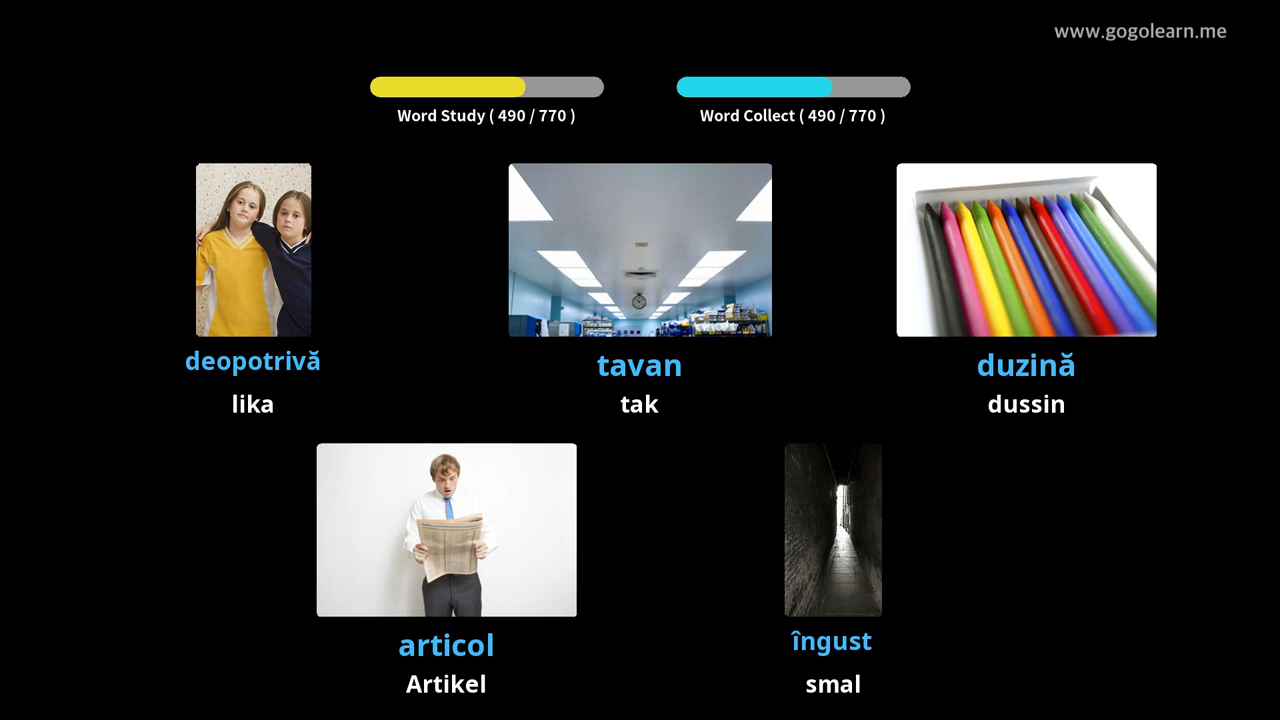 www.gogolearn.me
Word Study ( 490 / 770 )
Word Collect ( 490 / 770 )
deopotrivă
lika
tavan
tak
duzină
dussin
articol
Artikel
îngust
smal